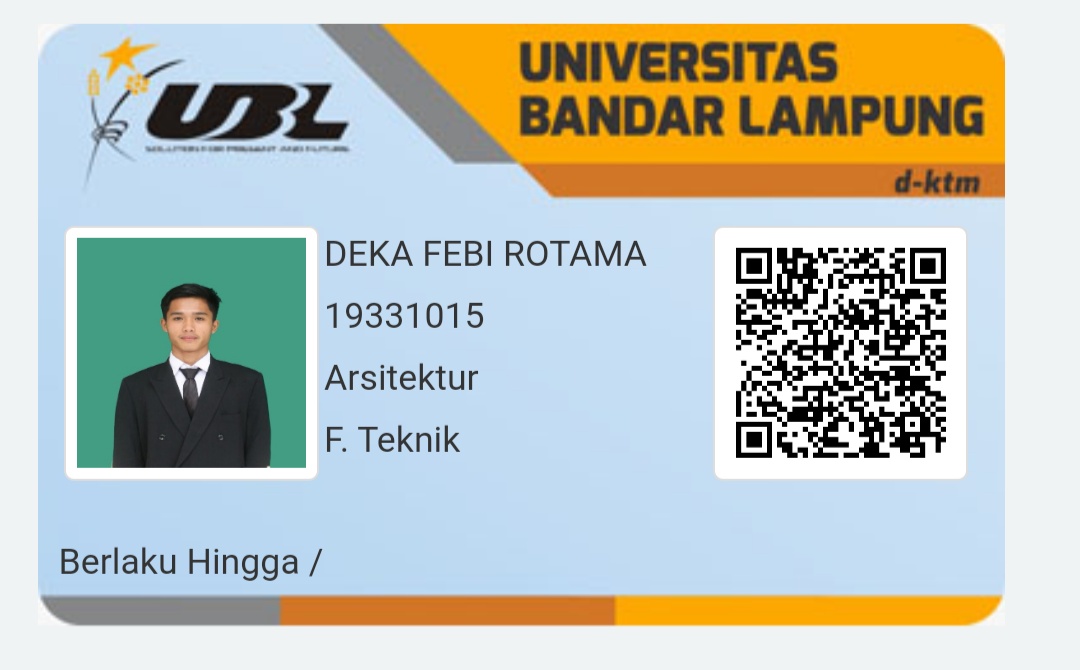 UBL
SOLUTION FOR PRESENT AND FUTURE
UNIVERSITAS
BANDAR LAMPUNG
d-ktm
DEKA FEBI ROTAMA
19331015
Arsitektur
F. Teknik
Berlaku Hingga /